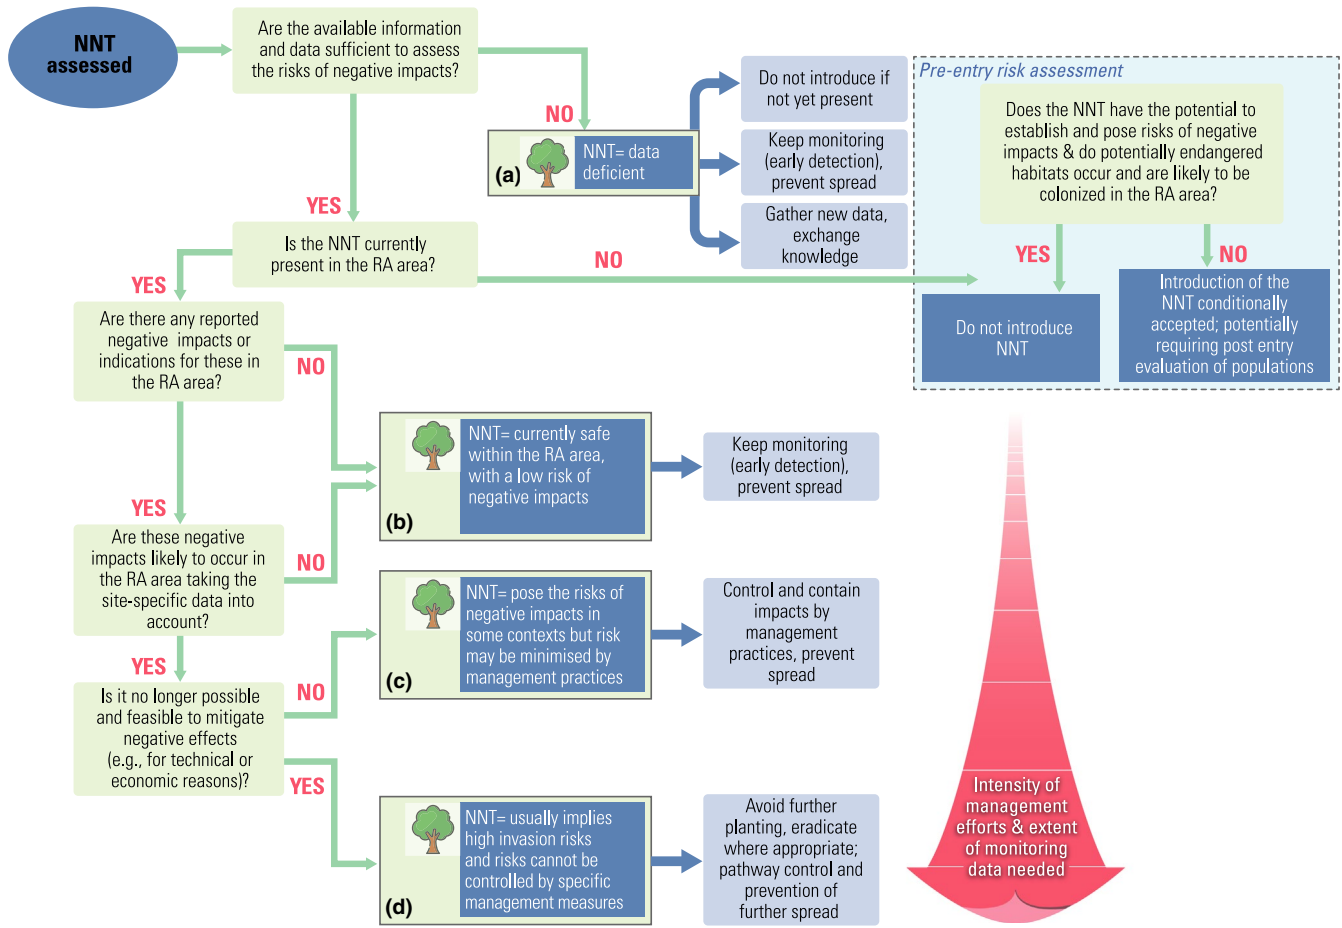 NNT
assessed
Are the available information
and data sufficient to assess
the risks of negative impacts?
NO
YES
(a)
NNT= data
deficient
Do not introduce if
not yet present
Keep monitoring
(early detection),
prevent spread
Gather new data,
exchange
knowledge
Pre-entry risk assessment
Does the NNT have the potential to
establish and pose risks of negative
impacts & do potentially endangered
habitats occur and are likely to be
colonized in the RA area?
YES
NO
Do not introduce
NNT
Introduction of the
NNT conditionally
accepted; potentially
requiring post entry
evaluation of populations
Is the NNT currently
present in the RA area?
NO
YES
Are there any reported
negative impacts or
indications for these in
the RA area?
NO
YES
(b)
NNT= currently safe
within the RA area,
with a low risk of
negative impacts
Keep monitoring
(early detection),
prevent spread
Are these negative
impacts likely to occur in
the RA area taking the
site-specific data into
account?
NO
YES
(c)
NNT= pose the risks of
negative impacts in
some contexts but risk
may be minimised by
management practices
Control and contain
impacts by
management
practices, prevent
spread
Is it no longer possible
and feasible to mitigate
negative effects
(e.g., for technical or
economic reasons)?
NO
YES
(d)
NNT= usually implies
high invasion risks
and risks cannot be
controlled by specific
management measures
Avoid further
planting, eradicate
where appropriate;
pathway control and
prevention of
further spread
Intensity of
management
efforts & extent
of monitoring
data needed